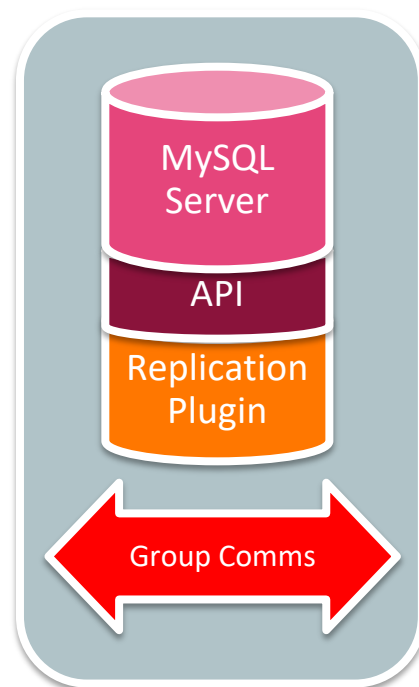 MySQL
Server
API
Replication
Plugin
Group Comms